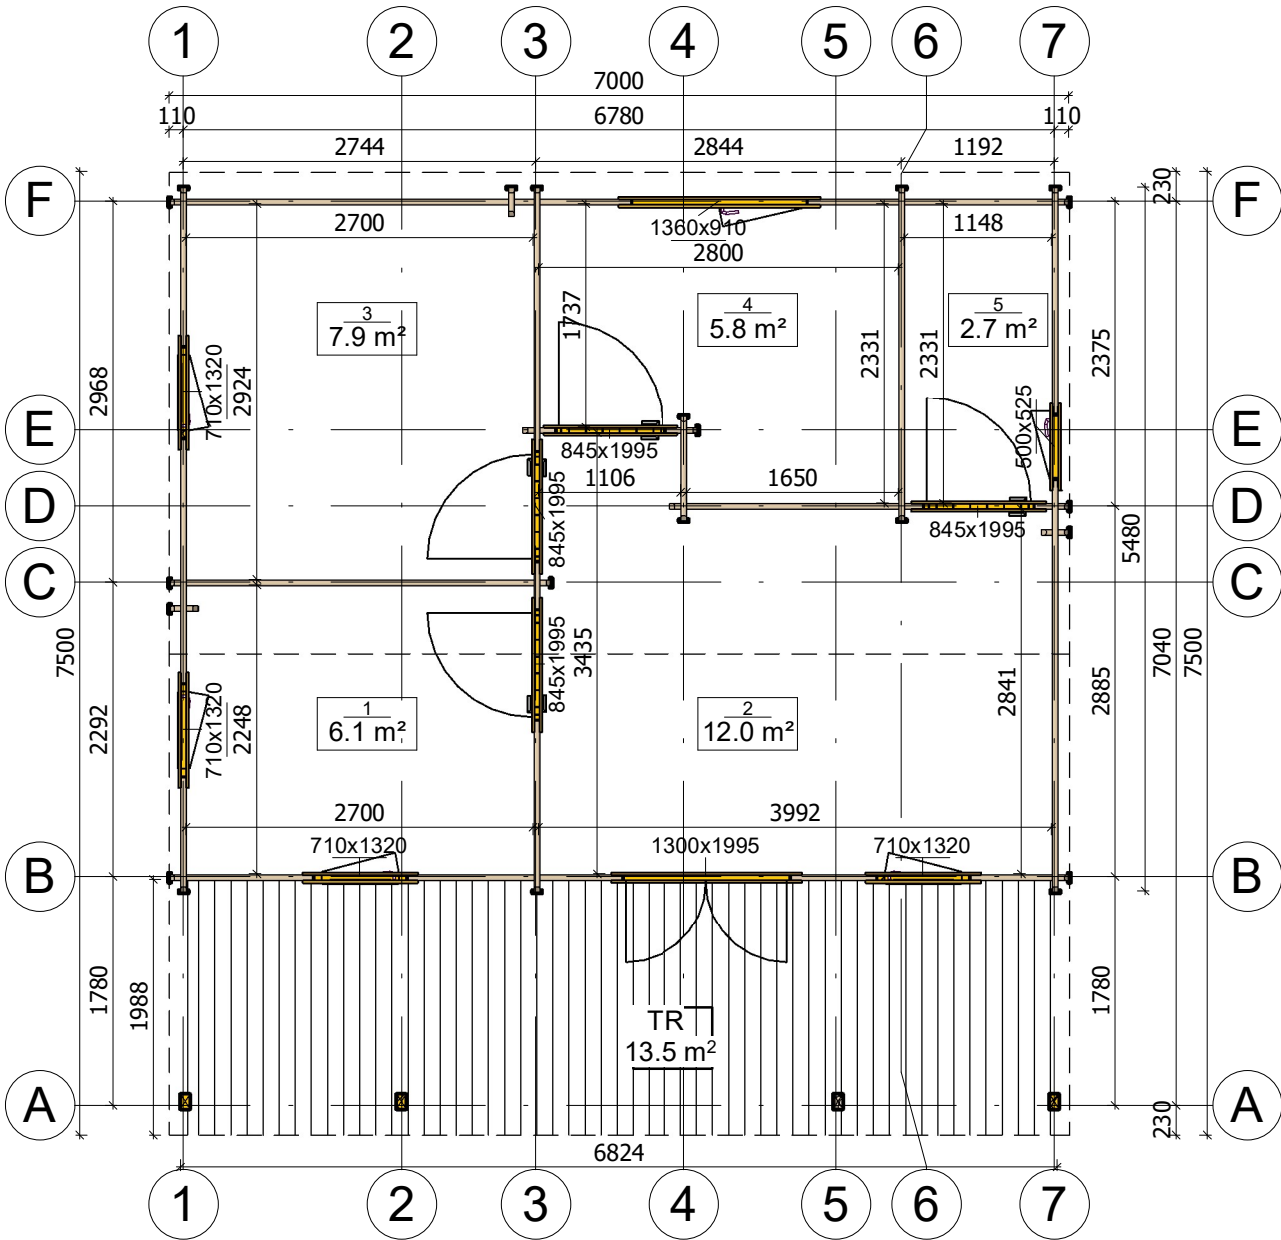 1 2 3 4 5 6 7
7000
110 6780 110
2744 2844 1192
F 230 F
2700 1360x910 1148
2800
3
7.9 m²
4
5.8 m²
5
2.7 m²
1737
2331
2331
2375
2968
710x1320
2924
500x525
E E
845x1995
1106 1650
845x1995
D 845x1995 D
5480
C C
7500
3435
845x1995
7040
7500
2841
2885
2292
710x1320
2248
1
6.1 m²
2
12.0 m²
2700 3992
710x1320 1300x1995 710x1320
B B
1780
1988
1780
TR
13.5 m²
A 230 A
6824
1 2 3 4 5 6 7